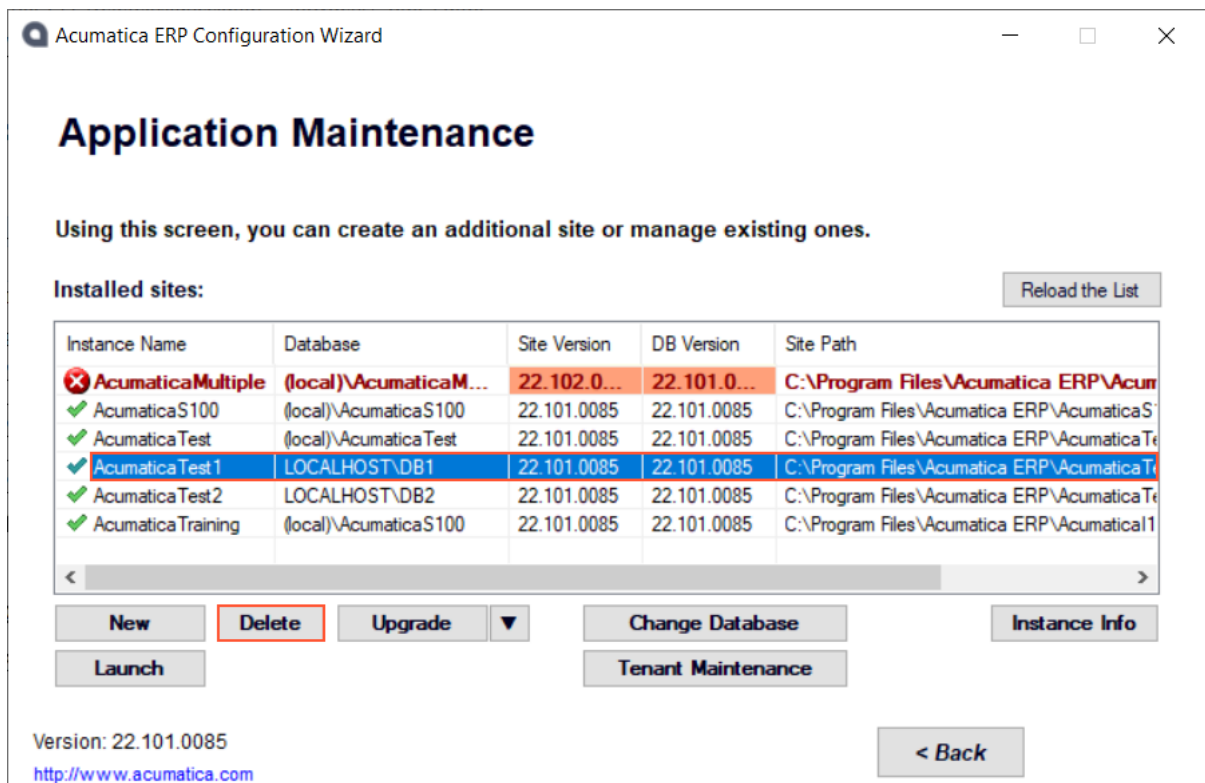 Acumatica ERP Configuration Wizard
Application Maintenance
Using this screen, you can create an additional site or manage existing ones.
Installed sites: Reload the List
Instance Name Database Site Version DB Version Site Path
AcumaticaMultiple (local)\AcumaticaM... 22.102.0... 22.101.0... C:\Program Files\Acumatica ERP\Acum
AcumaticaS100 (local)\AcumaticaS100 22.101.0085 22.101.0085 C:\Program Files\Acumatica ERP\AcumaticaS1
AcumaticaTest (local)\AcumaticaTest 22.101.0085 22.101.0085 C:\Program Files\Acumatica ERP\AcumaticaTe
AcumaticaTest1 LOCALHOST\DB1 22.101.0085 22.101.0085 C:\Program Files\Acumatica ERP\AcumaticaTe
AcumaticaTest2 LOCALHOST\DB2 22.101.0085 22.101.0085 C:\Program Files\Acumatica ERP\AcumaticaTe
AcumaticaTraining (local)\AcumaticaS100 22.101.0085 22.101.0085 C:\Program Files\Acumatica ERP\AcumaticaI1
New Delete Upgrade Change Database Instance Info
Launch Tenant Maintenance
Version: 22.101.0085
< Back
http://www.acumatica.com